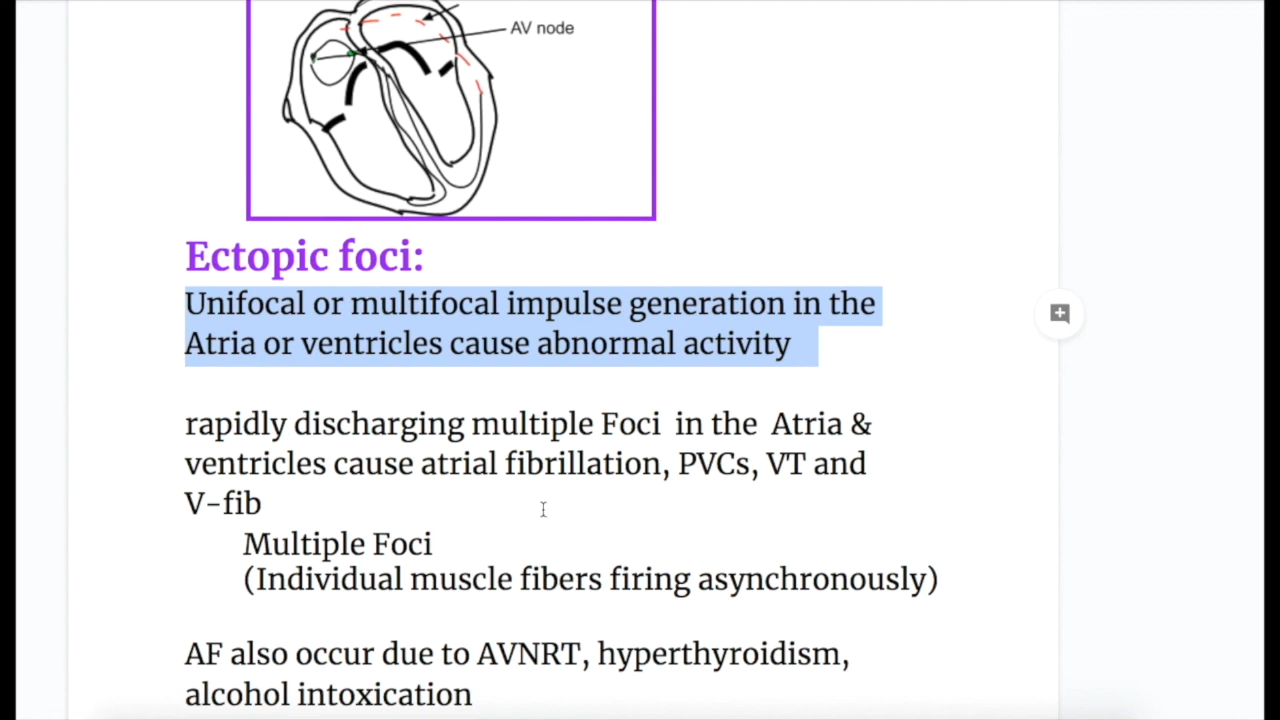 AV node
Ectopic foci:
Unifocal or multifocal impulse generation in the
Atria or ventricles cause abnormal activity
rapidly discharging multiple Foci in the Atria &
ventricles cause atrial fibrillation, PVCs, VT and
V-fib
Multiple Foci
(Individual muscle fibers firing asynchronously)
AF also occur due to AVNRT, hyperthyroidism,
alcohol intoxication